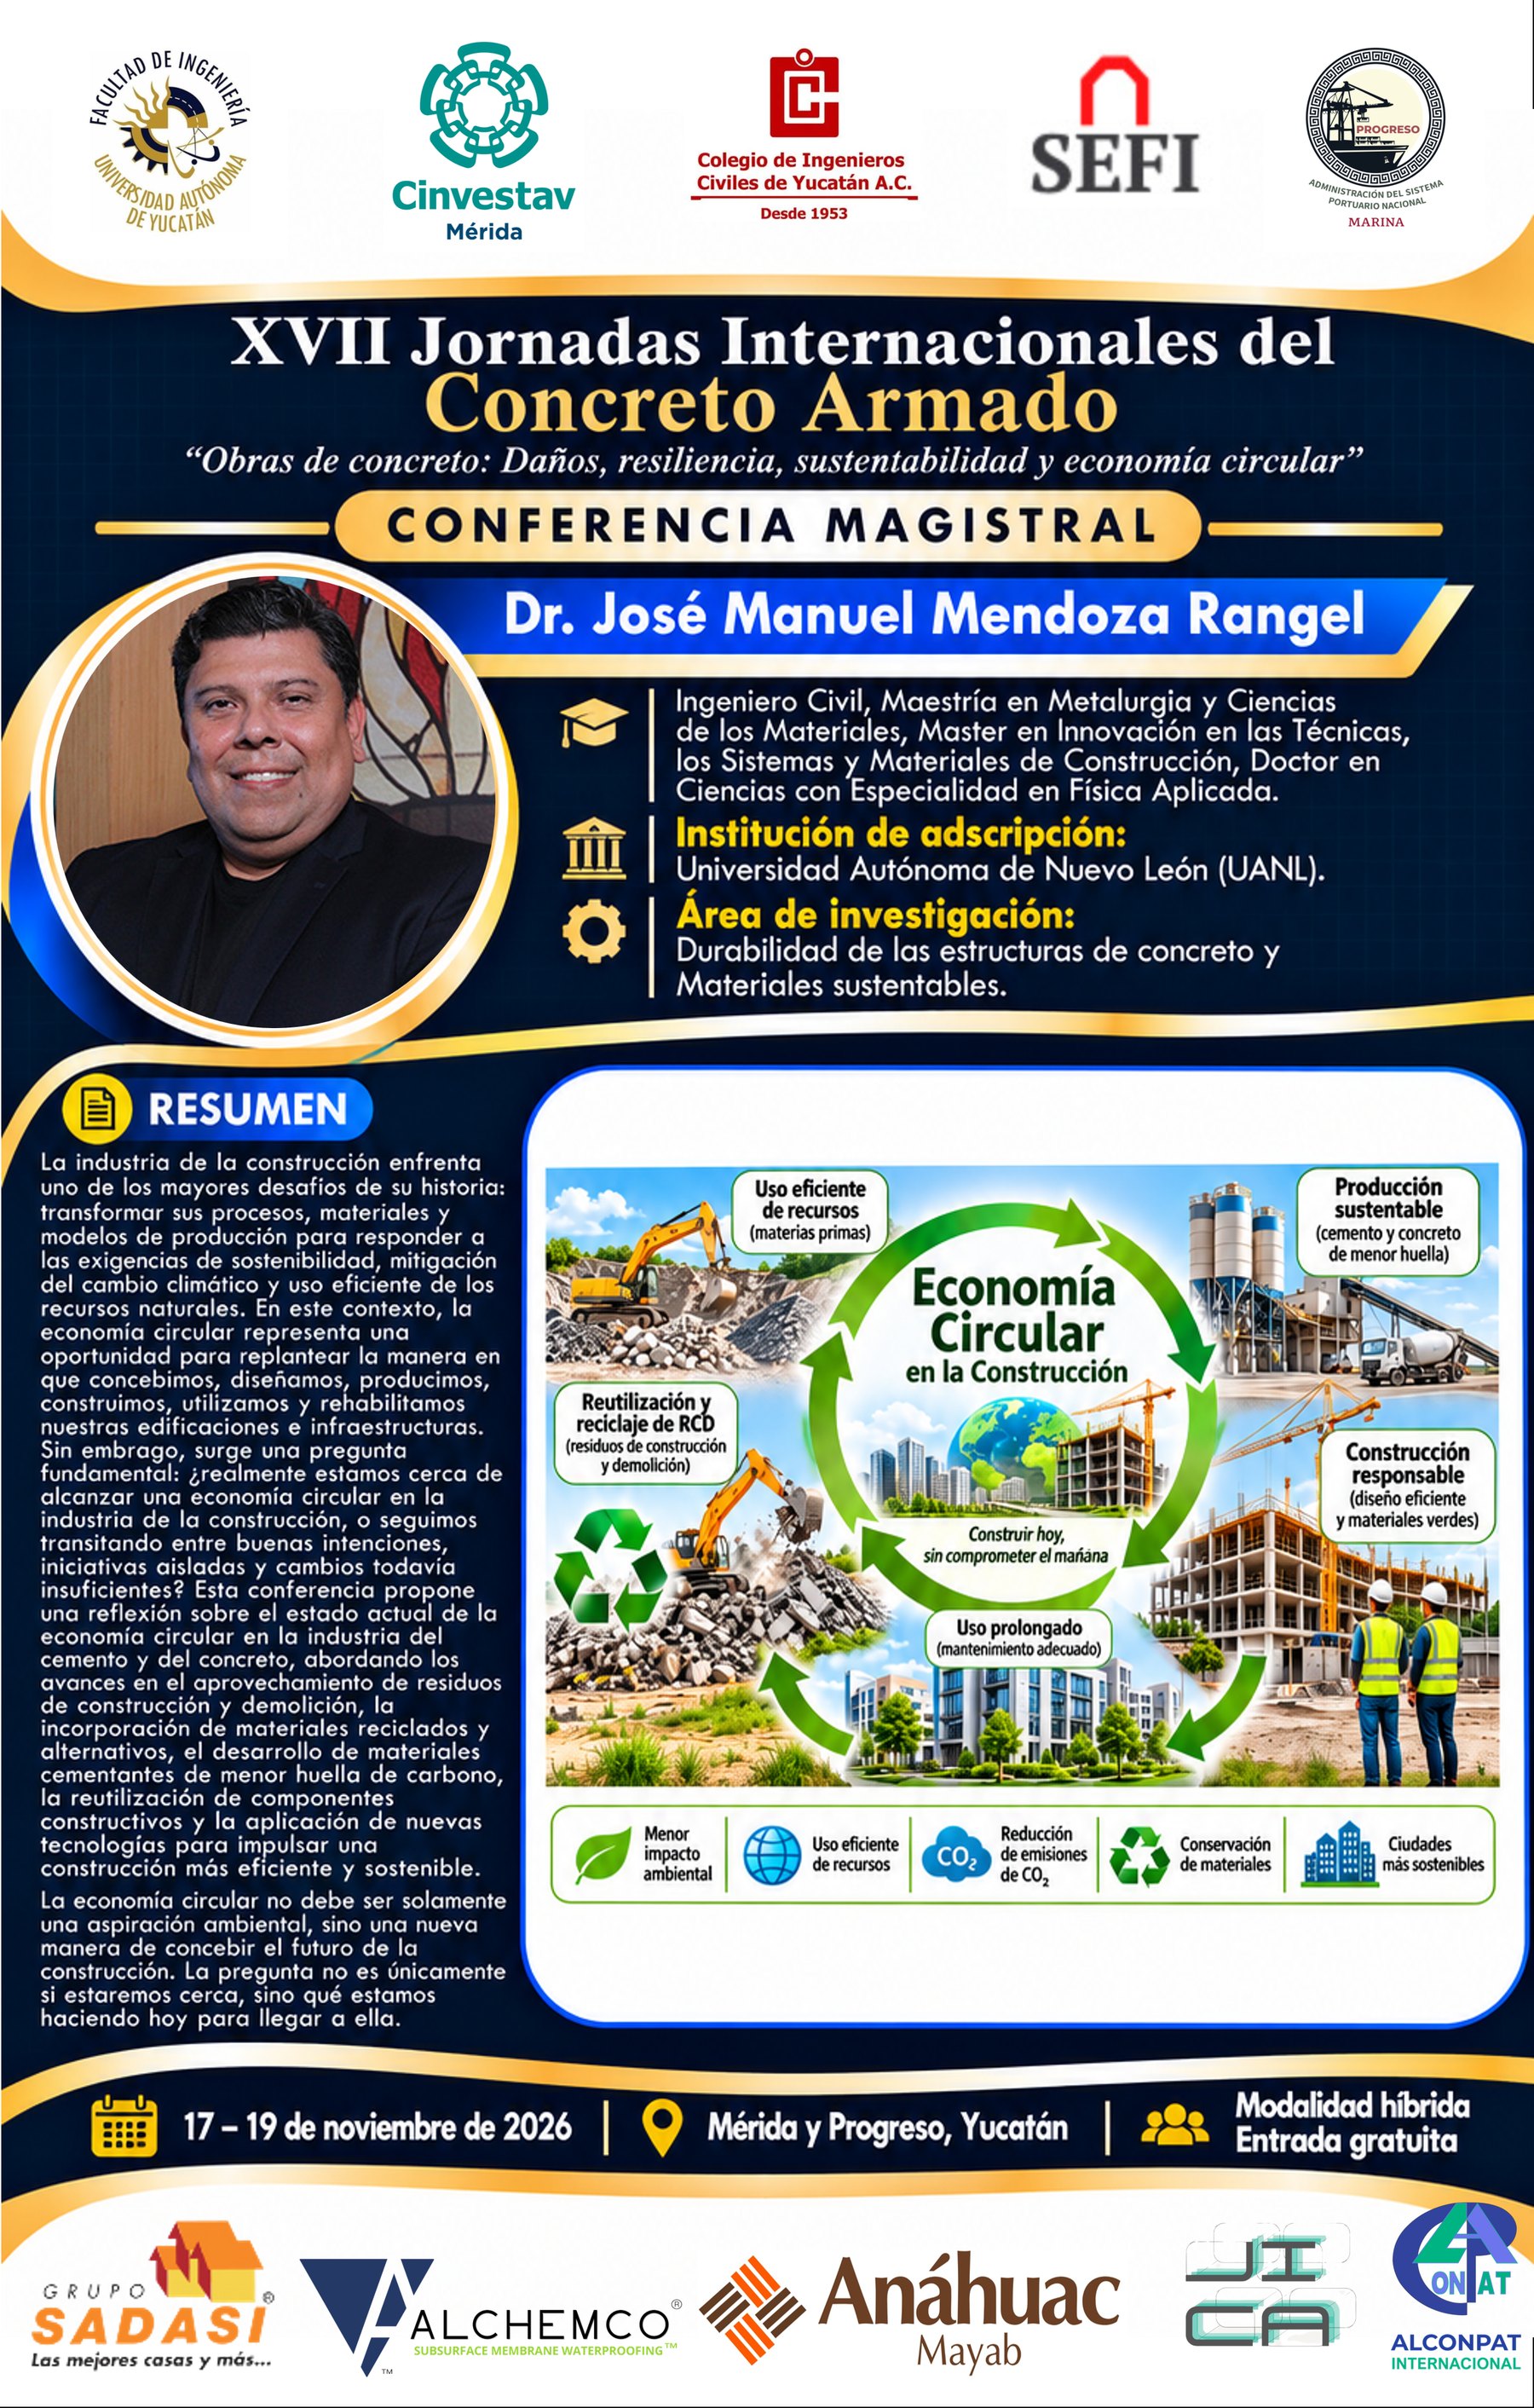 FACULTAD DE INGENIERÍA
UNIVERSIDAD AUTÓNOMA
DE YUCATÁN
Cinvestav
Mérida
Colegio de Ingenieros
Civiles de Yucatán A.C.
Desde 1953
SEFI
PROGRESO
ADMINISTRACIÓN DEL SISTEMA
PORTUARIO NACIONAL
MARINA
XVII Jornadas Internacionales del
Concreto Armado
“Obras de concreto: Daños, resiliencia, sustentabilidad y economía circular”
CONFERENCIA MAGISTRAL
Dr. José Manuel Mendoza Rangel
Ingeniero Civil, Maestría en Metalurgia y Ciencias
de los Materiales, Master en Innovación en las Técnicas,
los Sistemas y Materiales de Construcción, Doctor en
Ciencias con Especialidad en Física Aplicada.
Institución de adscripción:
Universidad Autónoma de Nuevo León (UANL).
Área de investigación:
Durabilidad de las estructuras de concreto y
Materiales sustentables.
RESUMEN
La industria de la construcción enfrenta
uno de los mayores desafíos de su historia:
transformar sus procesos, materiales y
modelos de producción para responder a
las exigencias de sostenibilidad, mitigación
del cambio climático y uso eficiente de los
recursos naturales. En este contexto, la
economía circular representa una
oportunidad para replantear la manera en
que concebimos, diseñamos, producimos,
construimos, utilizamos y rehabilitamos
nuestras edificaciones e infraestructuras.
Sin embrago, surge una pregunta
fundamental: ¿realmente estamos cerca de
alcanzar una economía circular en la
industria de la construcción, o seguimos
transitando entre buenas intenciones,
iniciativas aisladas y cambios todavía
insuficientes? Esta conferencia propone
una reflexión sobre el estado actual de la
economía circular en la industria del
cemento y del concreto, abordando los
avances en el aprovechamiento de residuos
de construcción y demolición, la
incorporación de materiales reciclados y
alternativos, el desarrollo de materiales
cementantes de menor huella de carbono,
la reutilización de componentes
constructivos y la aplicación de nuevas
tecnologías para impulsar una
construcción más eficiente y sostenible.
La economía circular no debe ser solamente
una aspiración ambiental, sino una nueva
manera de concebir el futuro de la
construcción. La pregunta no es únicamente
si estaremos cerca, sino qué estamos
haciendo hoy para llegar a ella.
Uso eficiente
de recursos
(materias primas)
Producción
sustentable
(cemento y concreto
de menor huella)
Economía
Circular
en la Construcción
Reutilización y
reciclaje de RCD
(residuos de construcción
y demolición)
Construcción
responsable
(diseño eficiente
y materiales verdes)
Construir hoy,
sin comprometer el mañana
Uso prolongado
(mantenimiento adecuado)
Menor
impacto
ambiental
Uso eficiente
de recursos
CO₂
Reducción
de emisiones
de CO₂
Conservación
de materiales
Ciudades
más sostenibles
17 – 19 de noviembre de 2026
Mérida y Progreso, Yucatán
Modalidad híbrida
Entrada gratuita
GRUPO
SADASI®
Las mejores casas y más...
ALCHEMCO®
SUBSURFACE MEMBRANE WATERPROOFING™
™
Anáhuac
Mayab
JI
CA
ALCONPAT
ALCONPAT
INTERNACIONAL